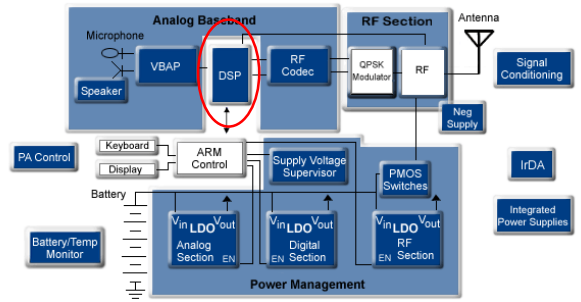 Analog Baseband
RF Section
Antenna
Microphone
VBAP
DSP
RF
Codec
QPSK
Modulator
RF
Signal
Conditioning
Speaker
Neg
Supply
Keyboard
Display
ARM
Control
PA Control
Supply Voltage
Supervisor
PMOS
Switches
IrDA
Battery
Integrated
Power Supplies
Vin LDO Vout
Analog
Section
EN
Vin LDO Vout
Digital
Section
EN
Vin LDO Vout
RF
Section
EN
Battery/Temp
Monitor
Power Management